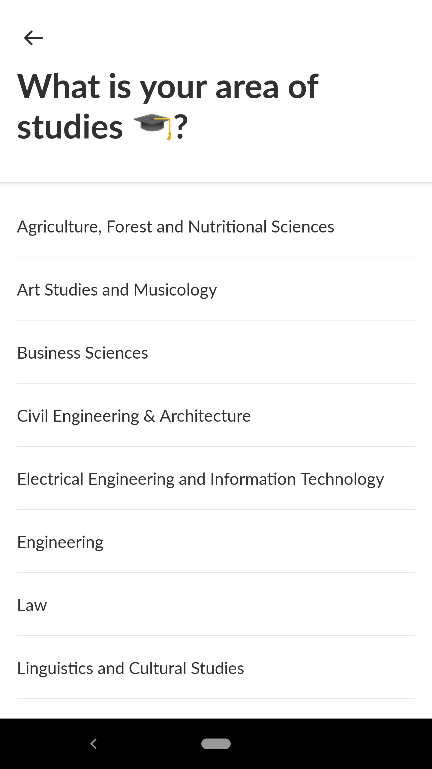 What is your area of
studies 🎓?
Agriculture, Forest and Nutritional Sciences
Art Studies and Musicology
Business Sciences
Civil Engineering & Architecture
Electrical Engineering and Information Technology
Engineering
Law
Linguistics and Cultural Studies